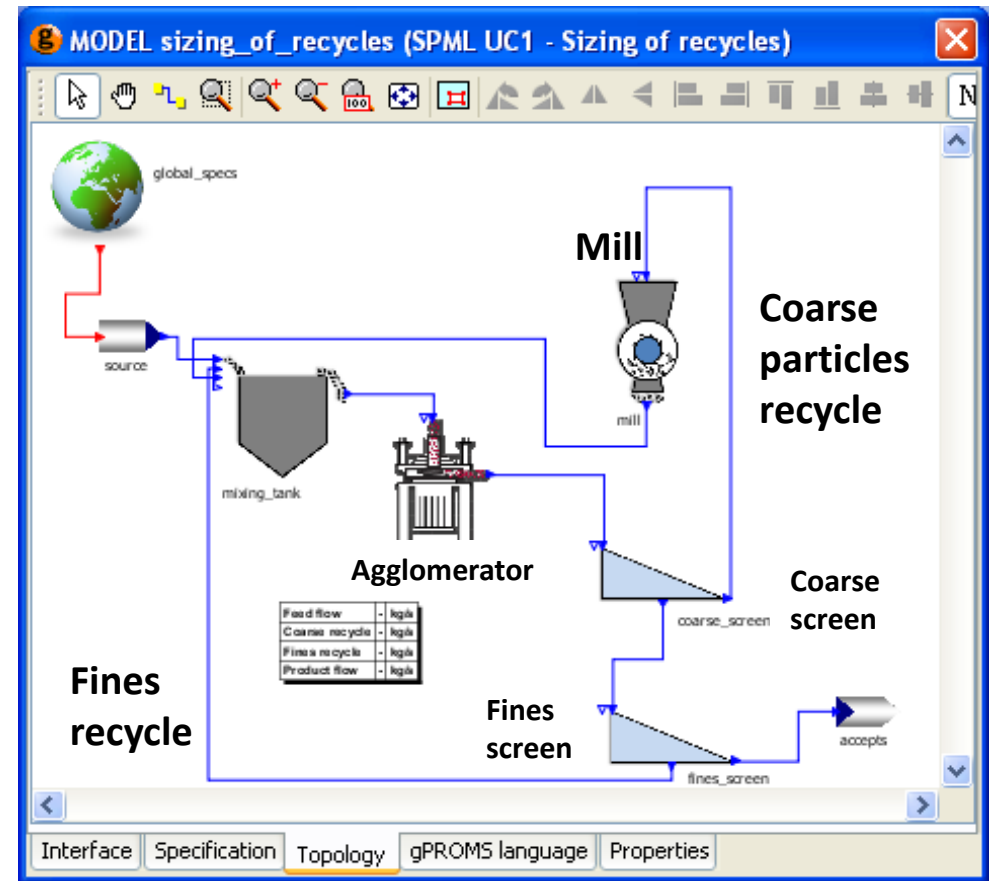 MODEL sizing_of_recycles (SPML UC1 - Sizing of recycles)
100
N
global_specs
Mill
Coarse
particles
recycle
source
mill
mixing_tank
Agglomerator
Coarse
screen
coarse_screen
Feed flow - kg/s
Coarse recycle - kg/s
Fines recycle - kg/s
Product flow - kg/s
Fines
recycle
Fines
screen
accepts
fines_screen
Interface Specification Topology gPROMS language Properties